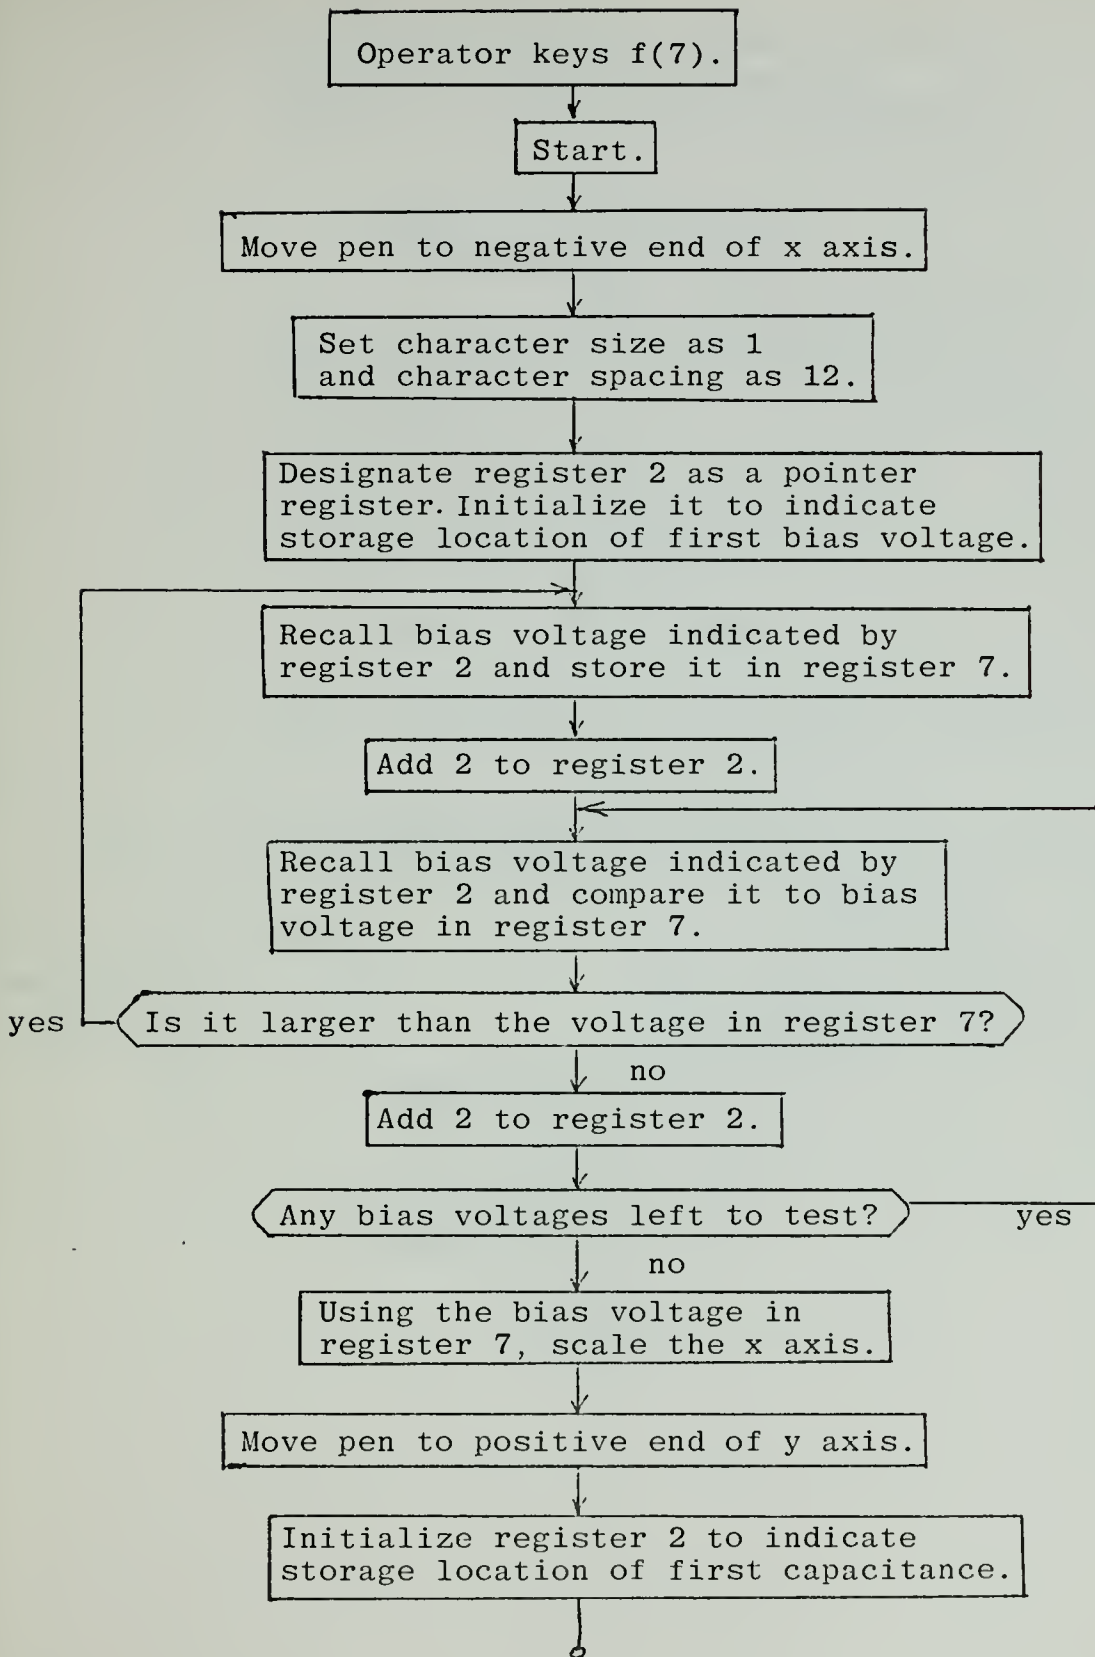 Operator keys f(7).
Start.
Move pen to negative end of x axis.
Set character size as 1
and character spacing as 12.
Designate register 2 as a pointer
register. Initialize it to indicate
storage location of first bias voltage.
Recall bias voltage indicated by
register 2 and store it in register 7.
Add 2 to register 2.
Recall bias voltage indicated by
register 2 and compare it to bias
voltage in register 7.
yes
Is it larger than the voltage in register 7?
no
Add 2 to register 2.
Any bias voltages left to test?
yes
no
Using the bias voltage in
register 7, scale the x axis.
Move pen to positive end of y axis.
Initialize register 2 to indicate
storage location of first capacitance.